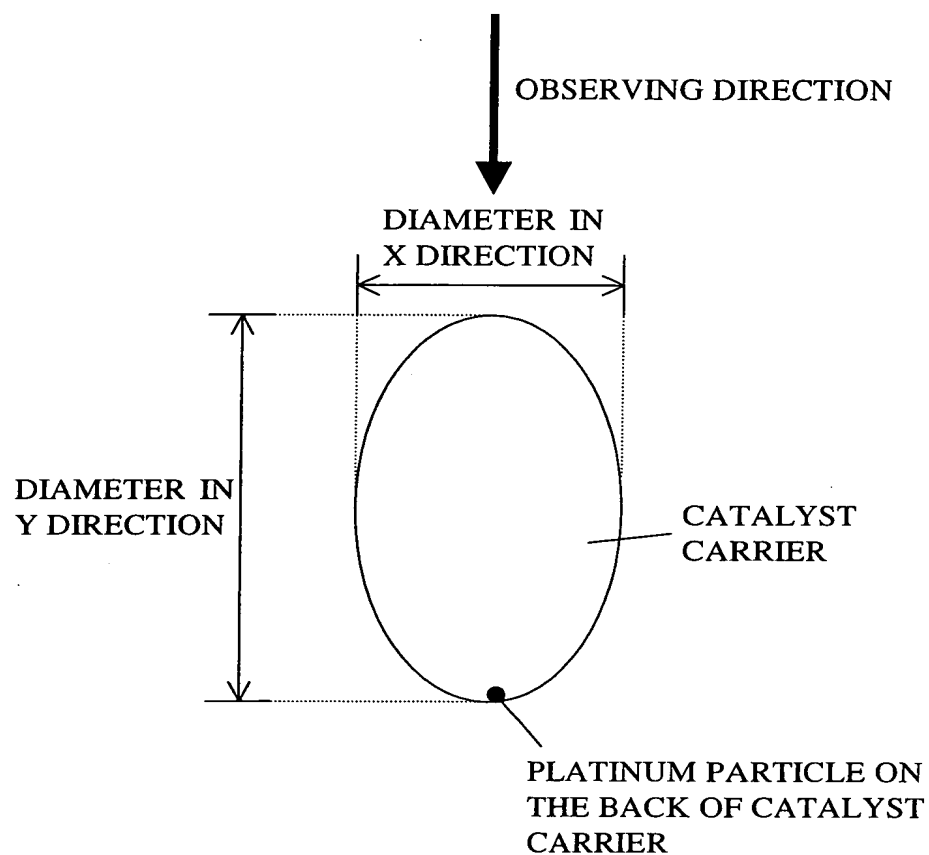 OBSERVING DIRECTION
DIAMETER IN
X DIRECTION
DIAMETER IN
Y DIRECTION
CATALYST
CARRIER
PLATINUM PARTICLE ON
THE BACK OF CATALYST
CARRIER